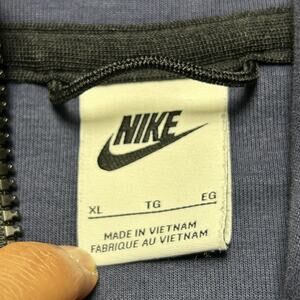 NIKE
XL TG EG
MADE IN VIETNAM
FABRIQUE AU VIETNAM